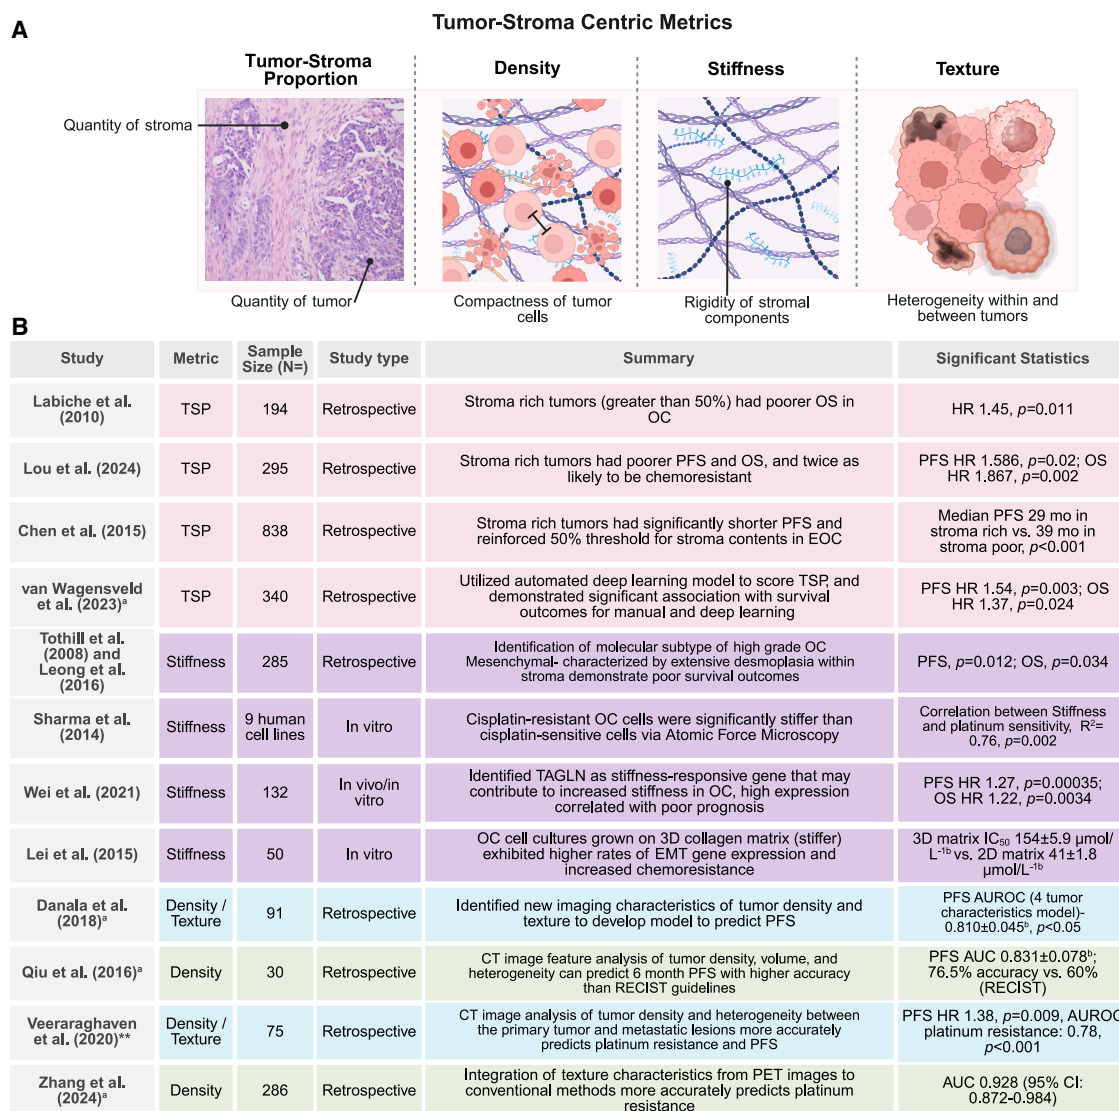 Tumor-Stroma Centric Metrics
A
Tumor-Stroma
Proportion
Density
Stiffness
Texture
Quantity of stroma
Quantity of tumor
Compactness of tumor
cells
Rigidity of stromal
components
Heterogeneity within and
between tumors
B
Study
Metric
Sample
Size (N=)
Study type
Summary
Significant Statistics
Labiche et al.
(2010)
TSP
194
Retrospective
Stroma rich tumors (greater than 50%) had poorer OS in
OC
HR 1.45, p=0.011
Lou et al. (2024)
TSP
295
Retrospective
Stroma rich tumors had poorer PFS and OS, and twice as
likely to be chemoresistant
PFS HR 1.586, p=0.02; OS
HR 1.867, p=0.002
Chen et al. (2015)
TSP
838
Retrospective
Stroma rich tumors had significantly shorter PFS and
reinforced 50% threshold for stroma contents in EOC
Median PFS 29 mo in
stroma rich vs. 39 mo in
stroma poor, p<0.001
van Wagensveld
et al. (2023)ᵃ
TSP
340
Retrospective
Utilized automated deep learning model to score TSP, and
demonstrated significant association with survival
outcomes for manual and deep learning
PFS HR 1.54, p=0.003; OS
HR 1.37, p=0.024
Tothill et al.
(2008) and
Leong et al.
(2016)
Stiffness
285
Retrospective
Identification of molecular subtype of high grade OC
Mesenchymal- characterized by extensive desmoplasia within
stroma demonstrate poor survival outcomes
PFS, p=0.012; OS, p=0.034
Sharma et al.
(2014)
Stiffness
9 human
cell lines
In vitro
Cisplatin-resistant OC cells were significantly stiffer than
cisplatin-sensitive cells via Atomic Force Microscopy
Correlation between Stiffness
and platinum sensitivity, R²=
0.76, p=0.002
Wei et al. (2021)
Stiffness
132
In vivo/in
vitro
Identified TAGLN as stiffness-responsive gene that may
contribute to increased stiffness in OC, high expression
correlated with poor prognosis
PFS HR 1.27, p=0.00035;
OS HR 1.22, p=0.0034
Lei et al. (2015)
Stiffness
50
In vitro
OC cell cultures grown on 3D collagen matrix (stiffer)
exhibited higher rates of EMT gene expression and
increased chemoresistance
3D matrix IC₅₀ 154±5.9 µmol/
L⁻¹ᵇ vs. 2D matrix 41±1.8
µmol/L⁻¹ᵇ
Danala et al.
(2018)ᵃ
Density /
Texture
91
Retrospective
Identified new imaging characteristics of tumor density and
texture to develop model to predict PFS
PFS AUROC (4 tumor
characteristics model)-
0.810±0.045ᵇ, p<0.05
Qiu et al. (2016)ᵃ
Density
30
Retrospective
CT image feature analysis of tumor density, volume, and
heterogeneity can predict 6 month PFS with higher accuracy
than RECIST guidelines
PFS AUC 0.831±0.078ᵇ;
76.5% accuracy vs. 60%
(RECIST)
Veeraraghaven
et al. (2020)**
Density /
Texture
75
Retrospective
CT image analysis of tumor density and heterogeneity between
the primary tumor and metastatic lesions more accurately
predicts platinum resistance and PFS
PFS HR 1.38, p=0.009, AUROC
platinum resistance: 0.78,
p<0.001
Zhang et al.
(2024)ᵃ
Density
286
Retrospective
Integration of texture characteristics from PET images to
conventional methods more accurately predicts platinum
resistance
AUC 0.928 (95% CI:
0.872-0.984)